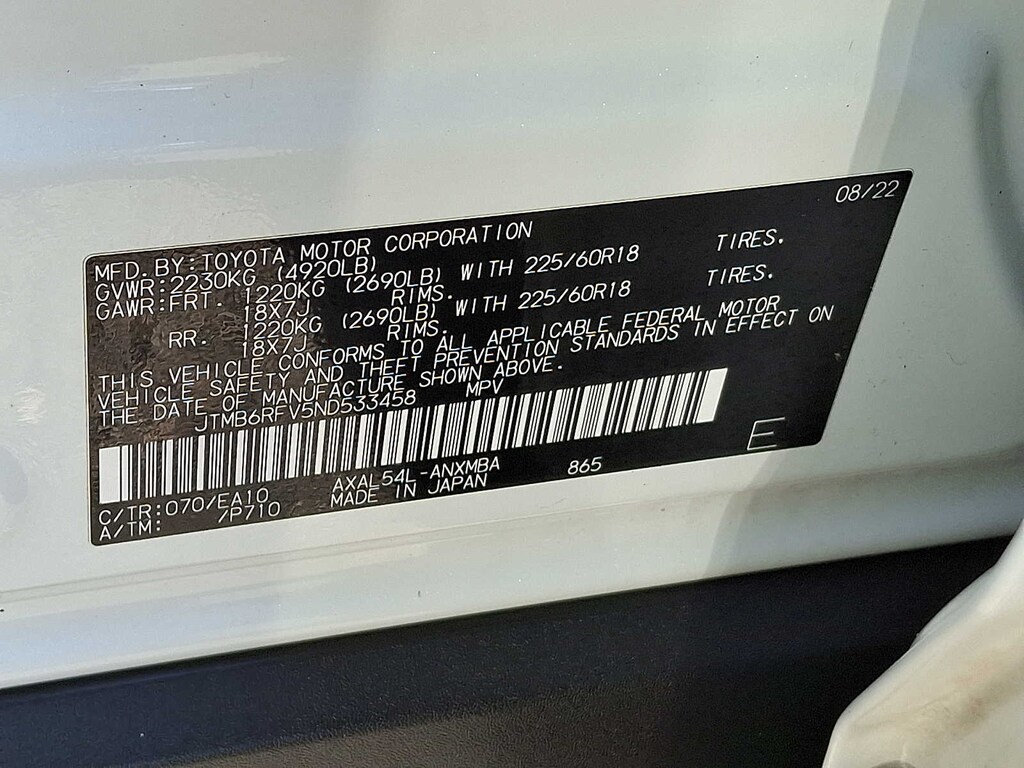 08/22
MFD. BY: TOYOTA MOTOR CORPORATION
GVWR: 2230KG (4920LB)
GAWR: FRT. 1220KG (2690LB) WITH 225/60R18 TIRES.
18X7J RIMS.
RR. 1220KG (2690LB) WITH 225/60R18 TIRES.
18X7J RIMS.
THIS VEHICLE CONFORMS TO ALL APPLICABLE FEDERAL MOTOR
VEHICLE SAFETY AND THEFT PREVENTION STANDARDS IN EFFECT ON
THE DATE OF MANUFACTURE SHOWN ABOVE.
JTMB6RFV5ND533458 MPV
E
C/TR: 070/EA10 AXAL54L-ANXMBA 865
A/TM: /P710 MADE IN JAPAN